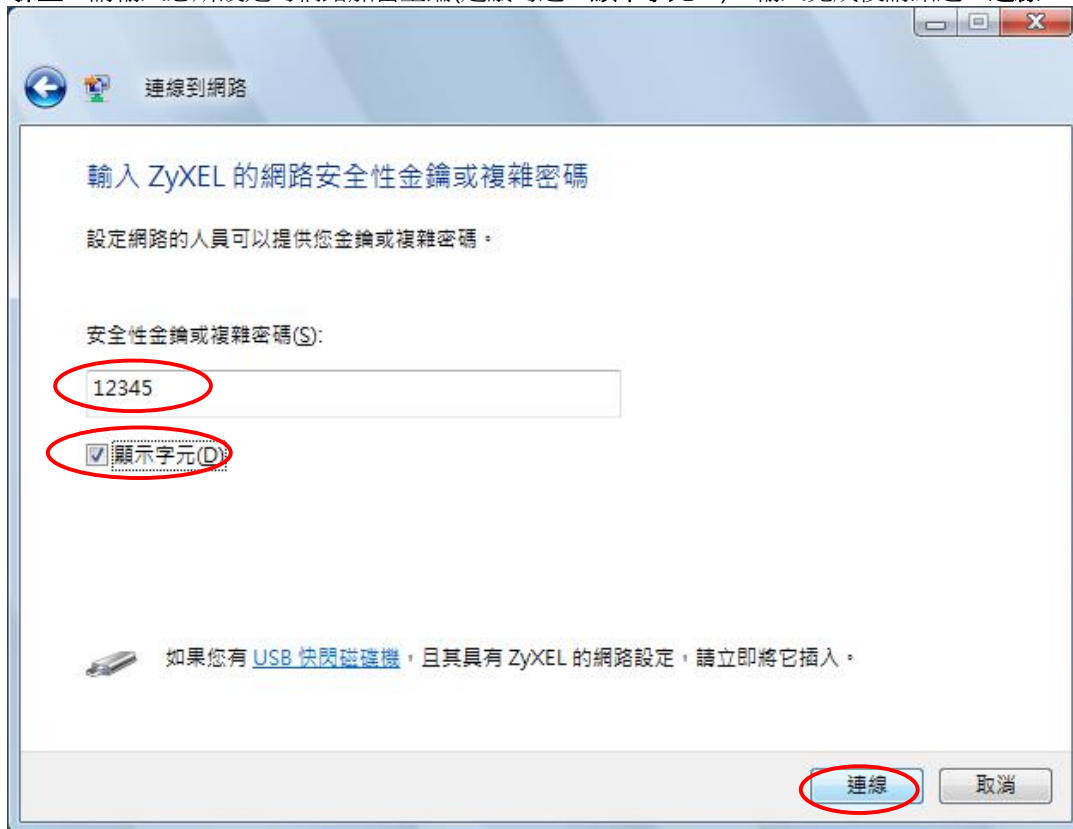 連線到網路
輸入 ZyXEL 的網路安全性金鑰或複雜密碼
設定網路的人員可以提供您金鑰或複雜密碼。
安全性金鑰或複雜密碼(S):
12345
顯示字元(D)
如果您有 USB 快閃磁碟機，且其具有 ZyXEL 的網路設定，請立即將它插入。
連線
取消